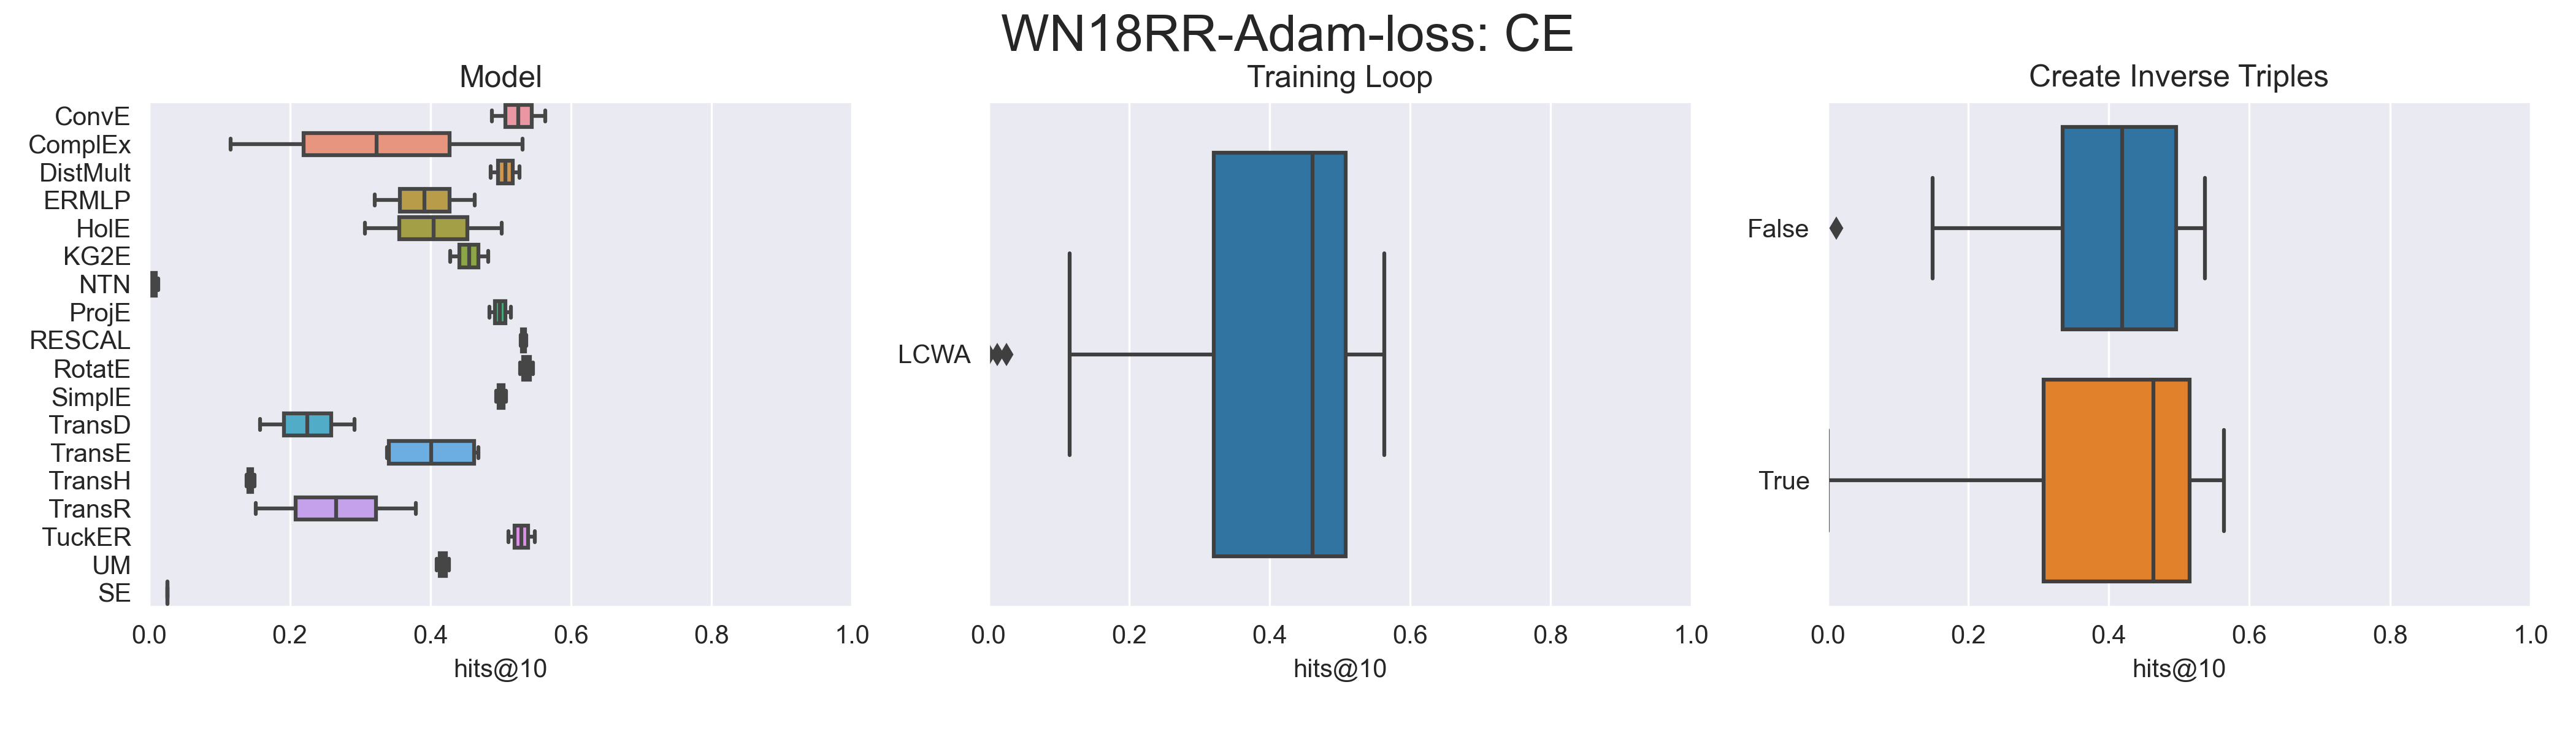 WN18RR-Adam-loss: CE
Model
ConvE
ComplEx
DistMult
ERMLP
HolE
KG2E
NTN
ProjE
RESCAL
RotatE
SimplE
TransD
TransE
TransH
TransR
TuckER
UM
SE
0.0 0.2 0.4 0.6 0.8 1.0
hits@10
Training Loop
LCWA
0.0 0.2 0.4 0.6 0.8 1.0
hits@10
Create Inverse Triples
False
True
0.0 0.2 0.4 0.6 0.8 1.0
hits@10